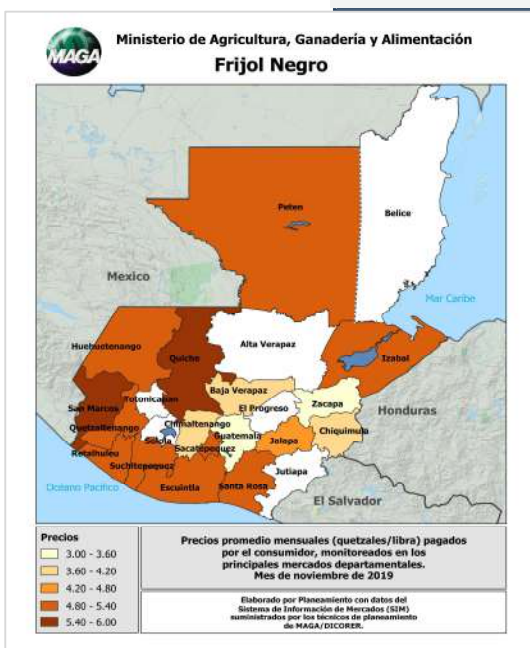 MAGA
Ministerio de Agricultura, Ganadería y Alimentación
Frijol Negro
Peten
Belice
Mexico
Mar Caribe
Huehuetenango
Quiche
Alta Verapaz
Izabal
Baja Verapaz
Zacapa
San Marcos
Totonicapan
El Progreso
Honduras
Quetzaltenango
Chimaltenango
Guatemala
Jalapa
Chiquimula
Solola
Sacatepequez
Retalhuleu
Suchitepequez
Jutiapa
Oceano Pacifico
Escuintla
Santa Rosa
El Salvador
Precios
3.00 - 3.60
3.60 - 4.20
4.20 - 4.80
4.80 - 5.40
5.40 - 6.00
Precios promedio mensuales (quetzales/libra) pagados
por el consumidor, monitoreados en los
principales mercados departamentales.
Mes de noviembre de 2019
Elaborado por Planeamiento con datos del
Sistema de Información de Mercados (SIM)
suministrados por los técnicos de planeamiento
de MAGA/DICORER.